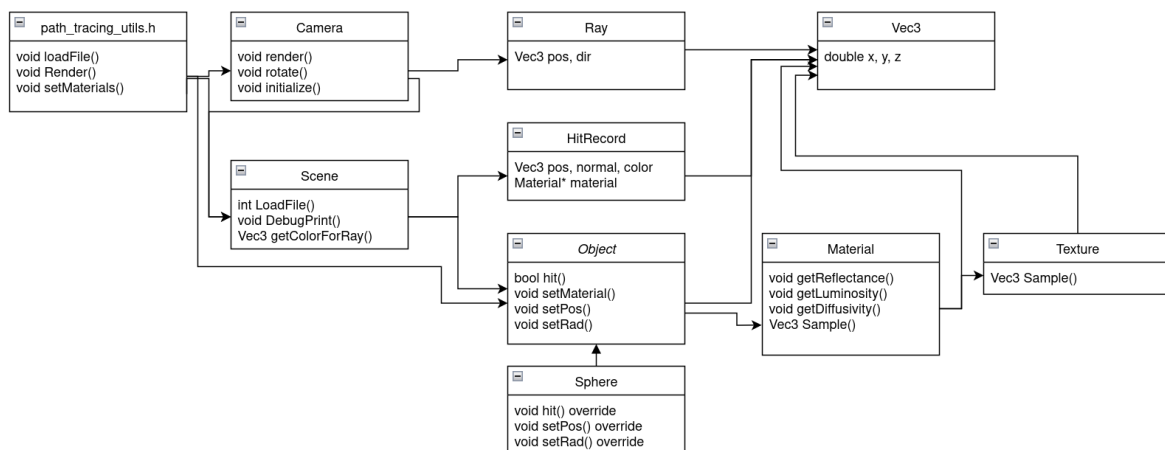 path_tracing_utils.h
void loadFile()
void Render()
void setMaterials()
Camera
void render()
void rotate()
void initialize()
Ray
Vec3 pos, dir
Vec3
double x, y, z
HitRecord
Vec3 pos, normal, color
Material* material
Scene
int LoadFile()
void DebugPrint()
Vec3 getColorForRay()
Object
bool hit()
void setMaterial()
void setPos()
void setRad()
Material
void getReflectance()
void getLuminosity()
void getDiffusivity()
Vec3 Sample()
Texture
Vec3 Sample()
Sphere
void hit() override
void setPos() override
void setRad() override